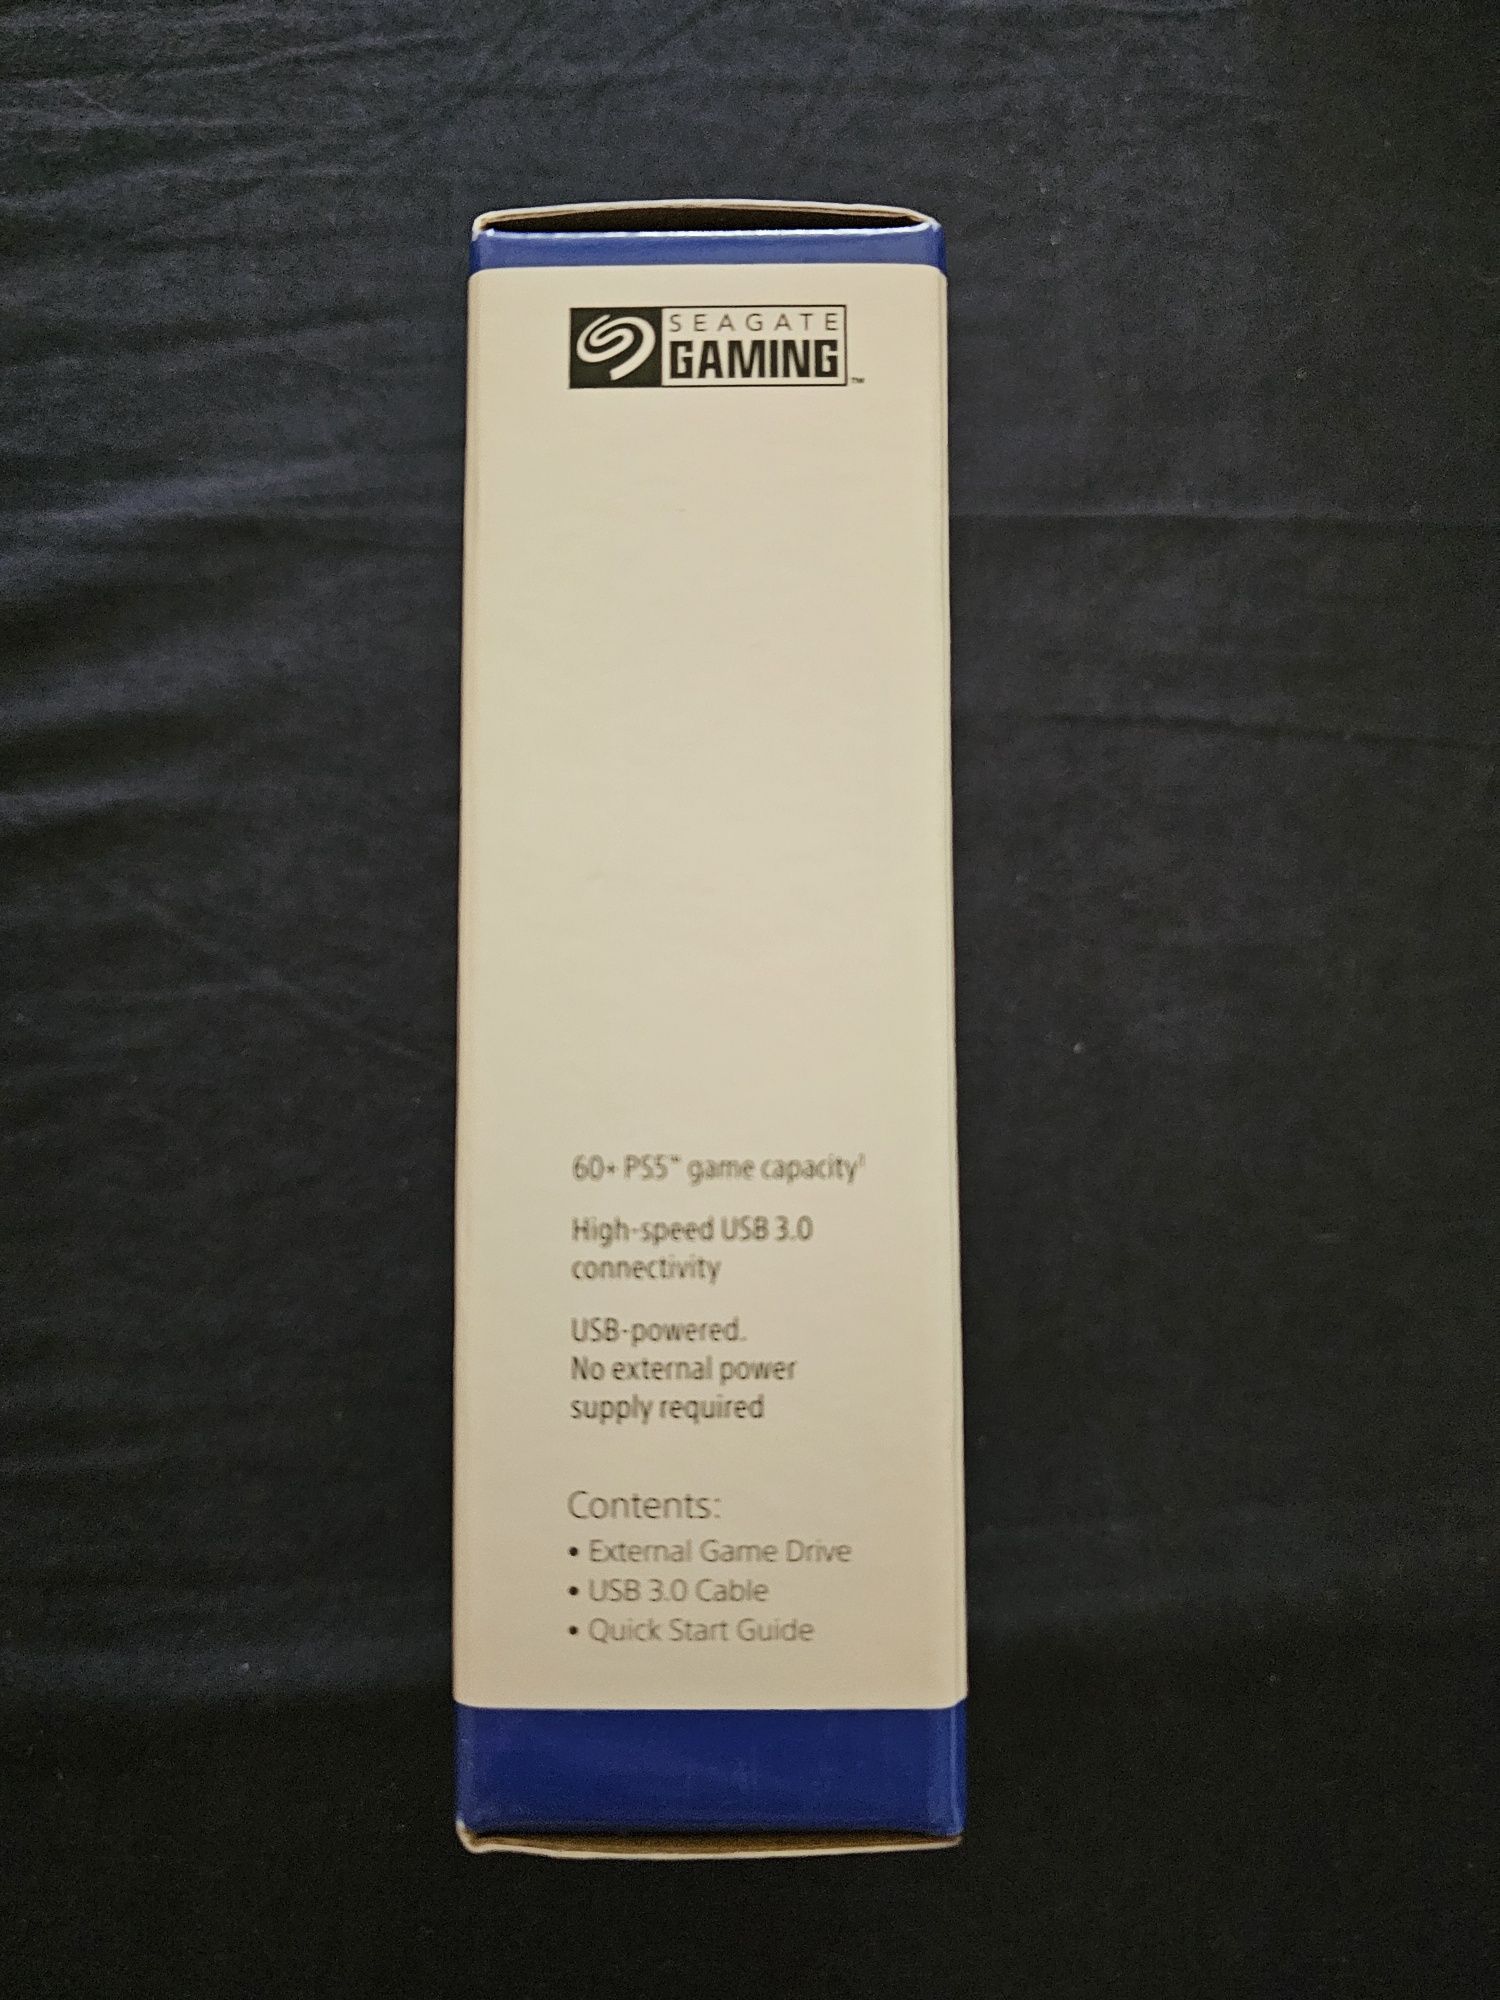 SEAGATE
GAMING™
60+ PS5™ game capacity¹
High-speed USB 3.0
connectivity
USB-powered.
No external power
supply required
Contents:
• External Game Drive
• USB 3.0 Cable
• Quick Start Guide